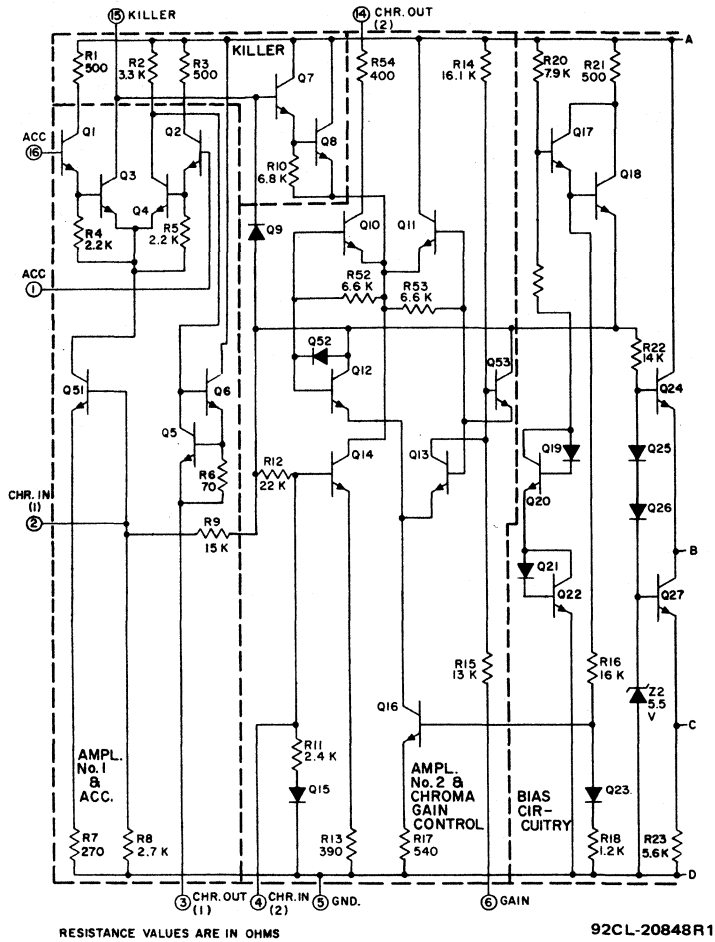 15 KILLER
14 CHR. OUT
(2)
A
KILLER
R1
500
R2
3.3 K
R3
500
Q7
R54
400
R14
16.1 K
R20
7.9K
R21
500
ACC
16
Q1
Q2
Q8
Q17
Q3
Q4
R10
6.8 K
Q18
R4
2.2K
R5
2.2 K
Q9
Q10
Q11
ACC
1
R52
6.6 K
R53
6.6 K
Q52
Q12
Q53
R22
14 K
Q51
Q6
Q24
Q5
R6
70
R12
22 K
Q14
Q13
Q19
Q20
Q25
CHR. IN
(1)
2
R9
15 K
Q26
B
Q21
Q22
Q27
R15
13 K
R16
16 K
Q16
Z2
5.5
V
C
AMPL.
No.1
&
ACC.
R11
2.4 K
Q15
AMPL.
No.2 &
CHROMA
GAIN
CONTROL
BIAS
CIR-
CUITRY
Q23
R7
270
R8
2.7 K
R13
390
R17
540
R18
1.2K
R23
5.6K
D
3 CHR. OUT
(1)
4 CHR. IN
(2)
5 GND.
6 GAIN
RESISTANCE VALUES ARE IN OHMS
92CL-20848R1